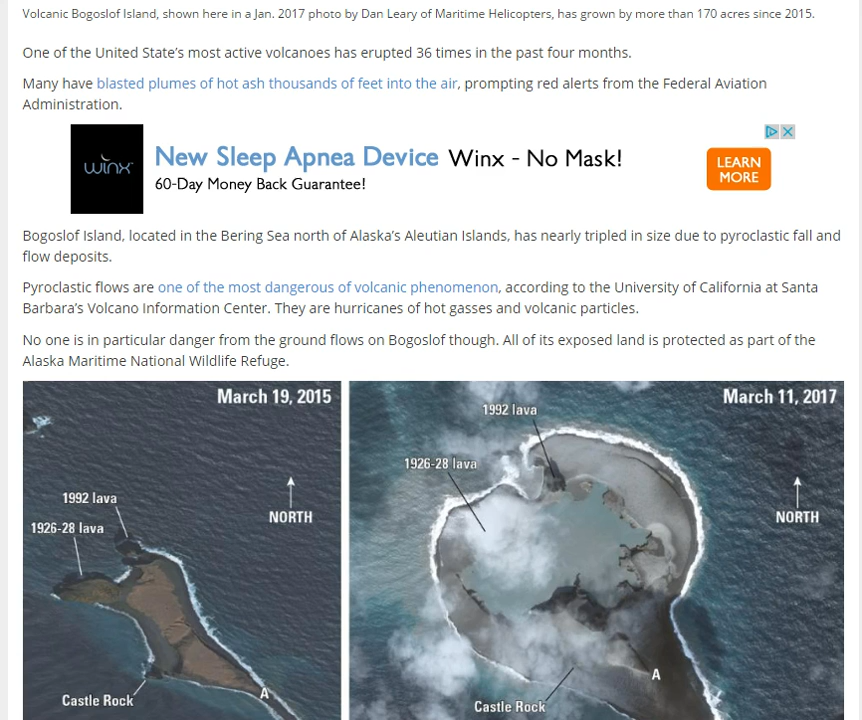 Volcanic Bogoslof Island, shown here in a Jan. 2017 photo by Dan Leary of Maritime Helicopters, has grown by more than 170 acres since 2015.
One of the United State's most active volcanoes has erupted 36 times in the past four months.
Many have blasted plumes of hot ash thousands of feet into the air, prompting red alerts from the Federal Aviation
Administration.
winx
New Sleep Apnea Device Winx - No Mask!
60-Day Money Back Guarantee!
LEARN
MORE
Bogoslof Island, located in the Bering Sea north of Alaska's Aleutian Islands, has nearly tripled in size due to pyroclastic fall and
flow deposits.
Pyroclastic flows are one of the most dangerous of volcanic phenomenon, according to the University of California at Santa
Barbara's Volcano Information Center. They are hurricanes of hot gasses and volcanic particles.
No one is in particular danger from the ground flows on Bogoslof though. All of its exposed land is protected as part of the
Alaska Maritime National Wildlife Refuge.
March 19, 2015
1992 lava
1926-28 lava
NORTH
Castle Rock
A
March 11, 2017
1992 lava
1926-28 lava
NORTH
A
Castle Rock